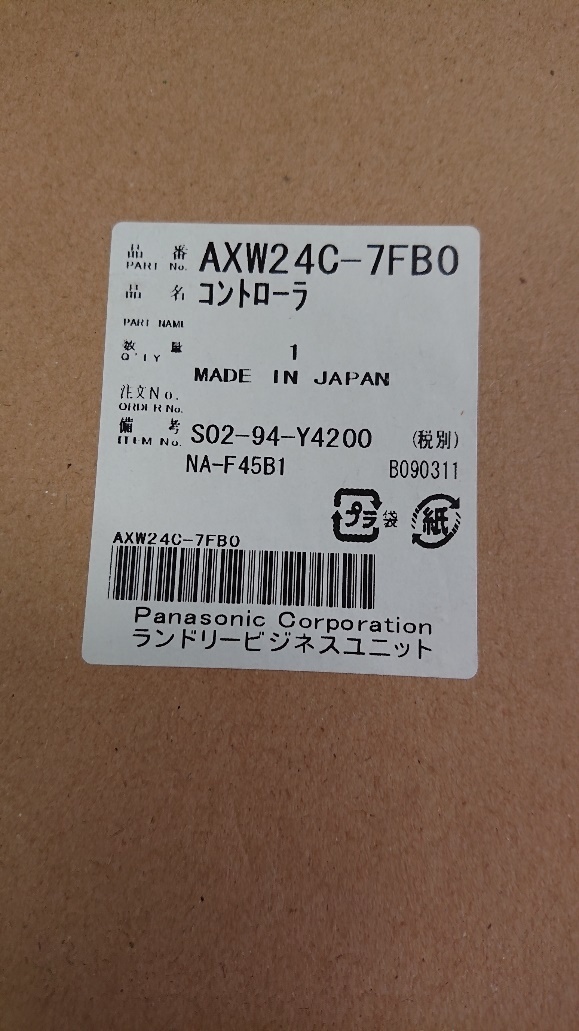 品番 AXW24C-7FB0
PART No.
品名 コントローラ
PART NAME
数量 1
Q'TY
MADE IN JAPAN
注文No.
ORDER No.
備考 S02-94-Y4200 (税別)
ITEM No.
NA-F45B1 B090311
プラ 袋 紙
AXW24C-7FB0
Panasonic Corporation
ランドリービジネスユニット